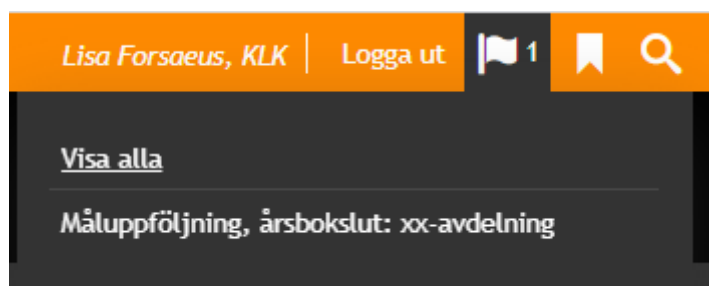 Lisa Forsaeus, KLK Logga ut 1
Visa alla
Måluppföljning, årsbokslut: xx-avdelning